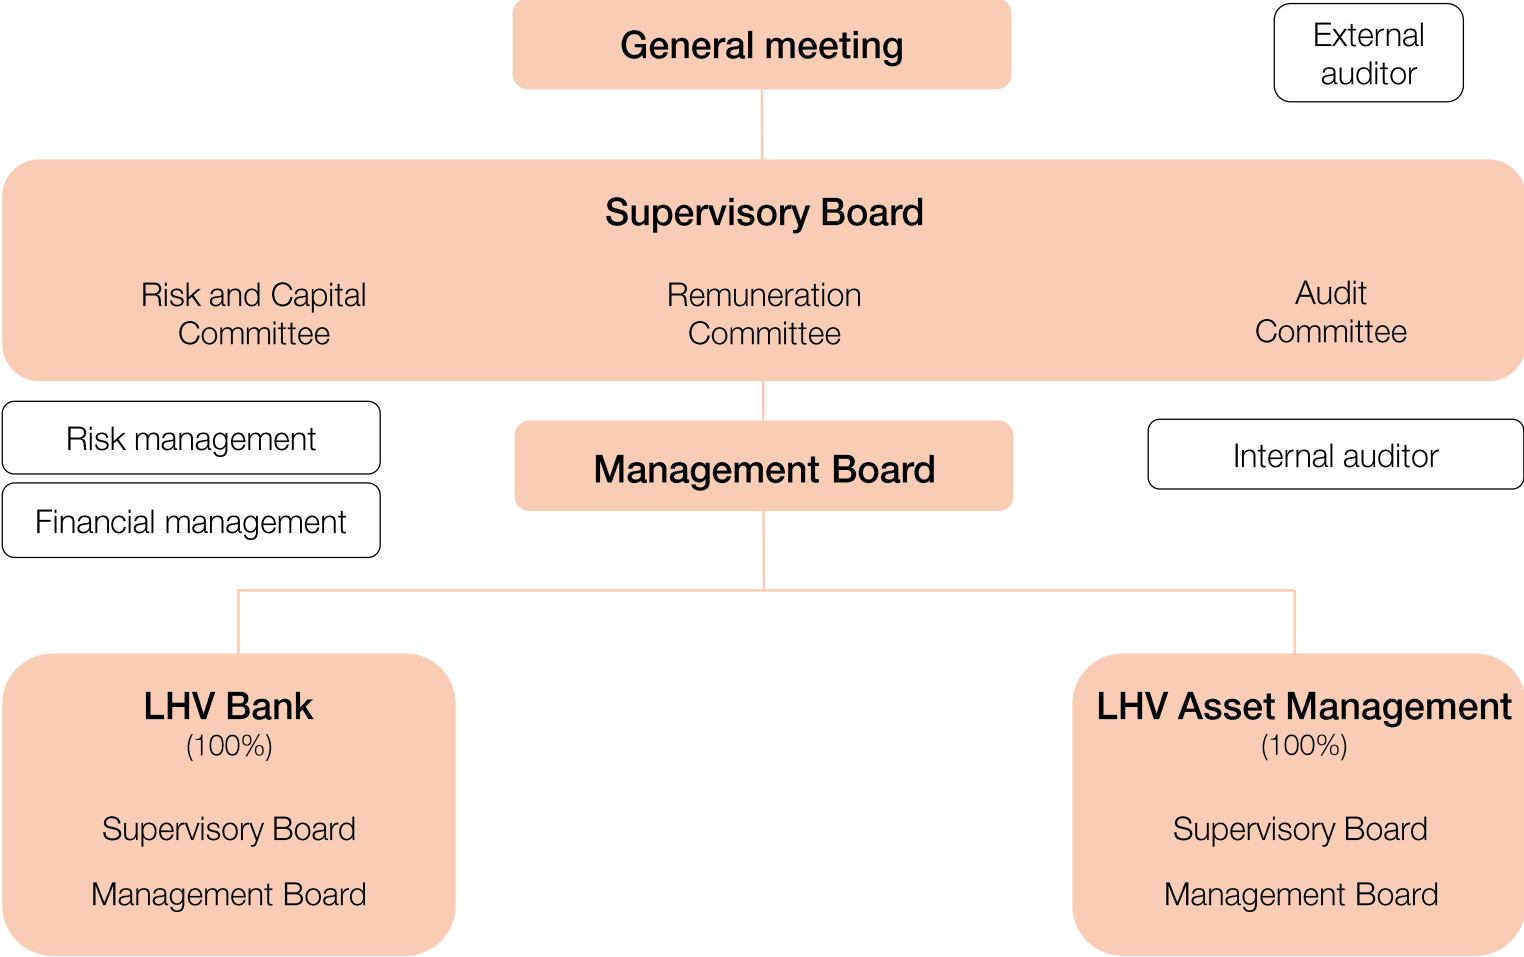 General meeting
External
auditor
Supervisory Board
Risk and Capital
Committee
Remuneration
Committee
Audit
Committee
Risk management
Financial management
Management Board
Internal auditor
LHV Bank
(100%)
Supervisory Board
Management Board
LHV Asset Management
(100%)
Supervisory Board
Management Board